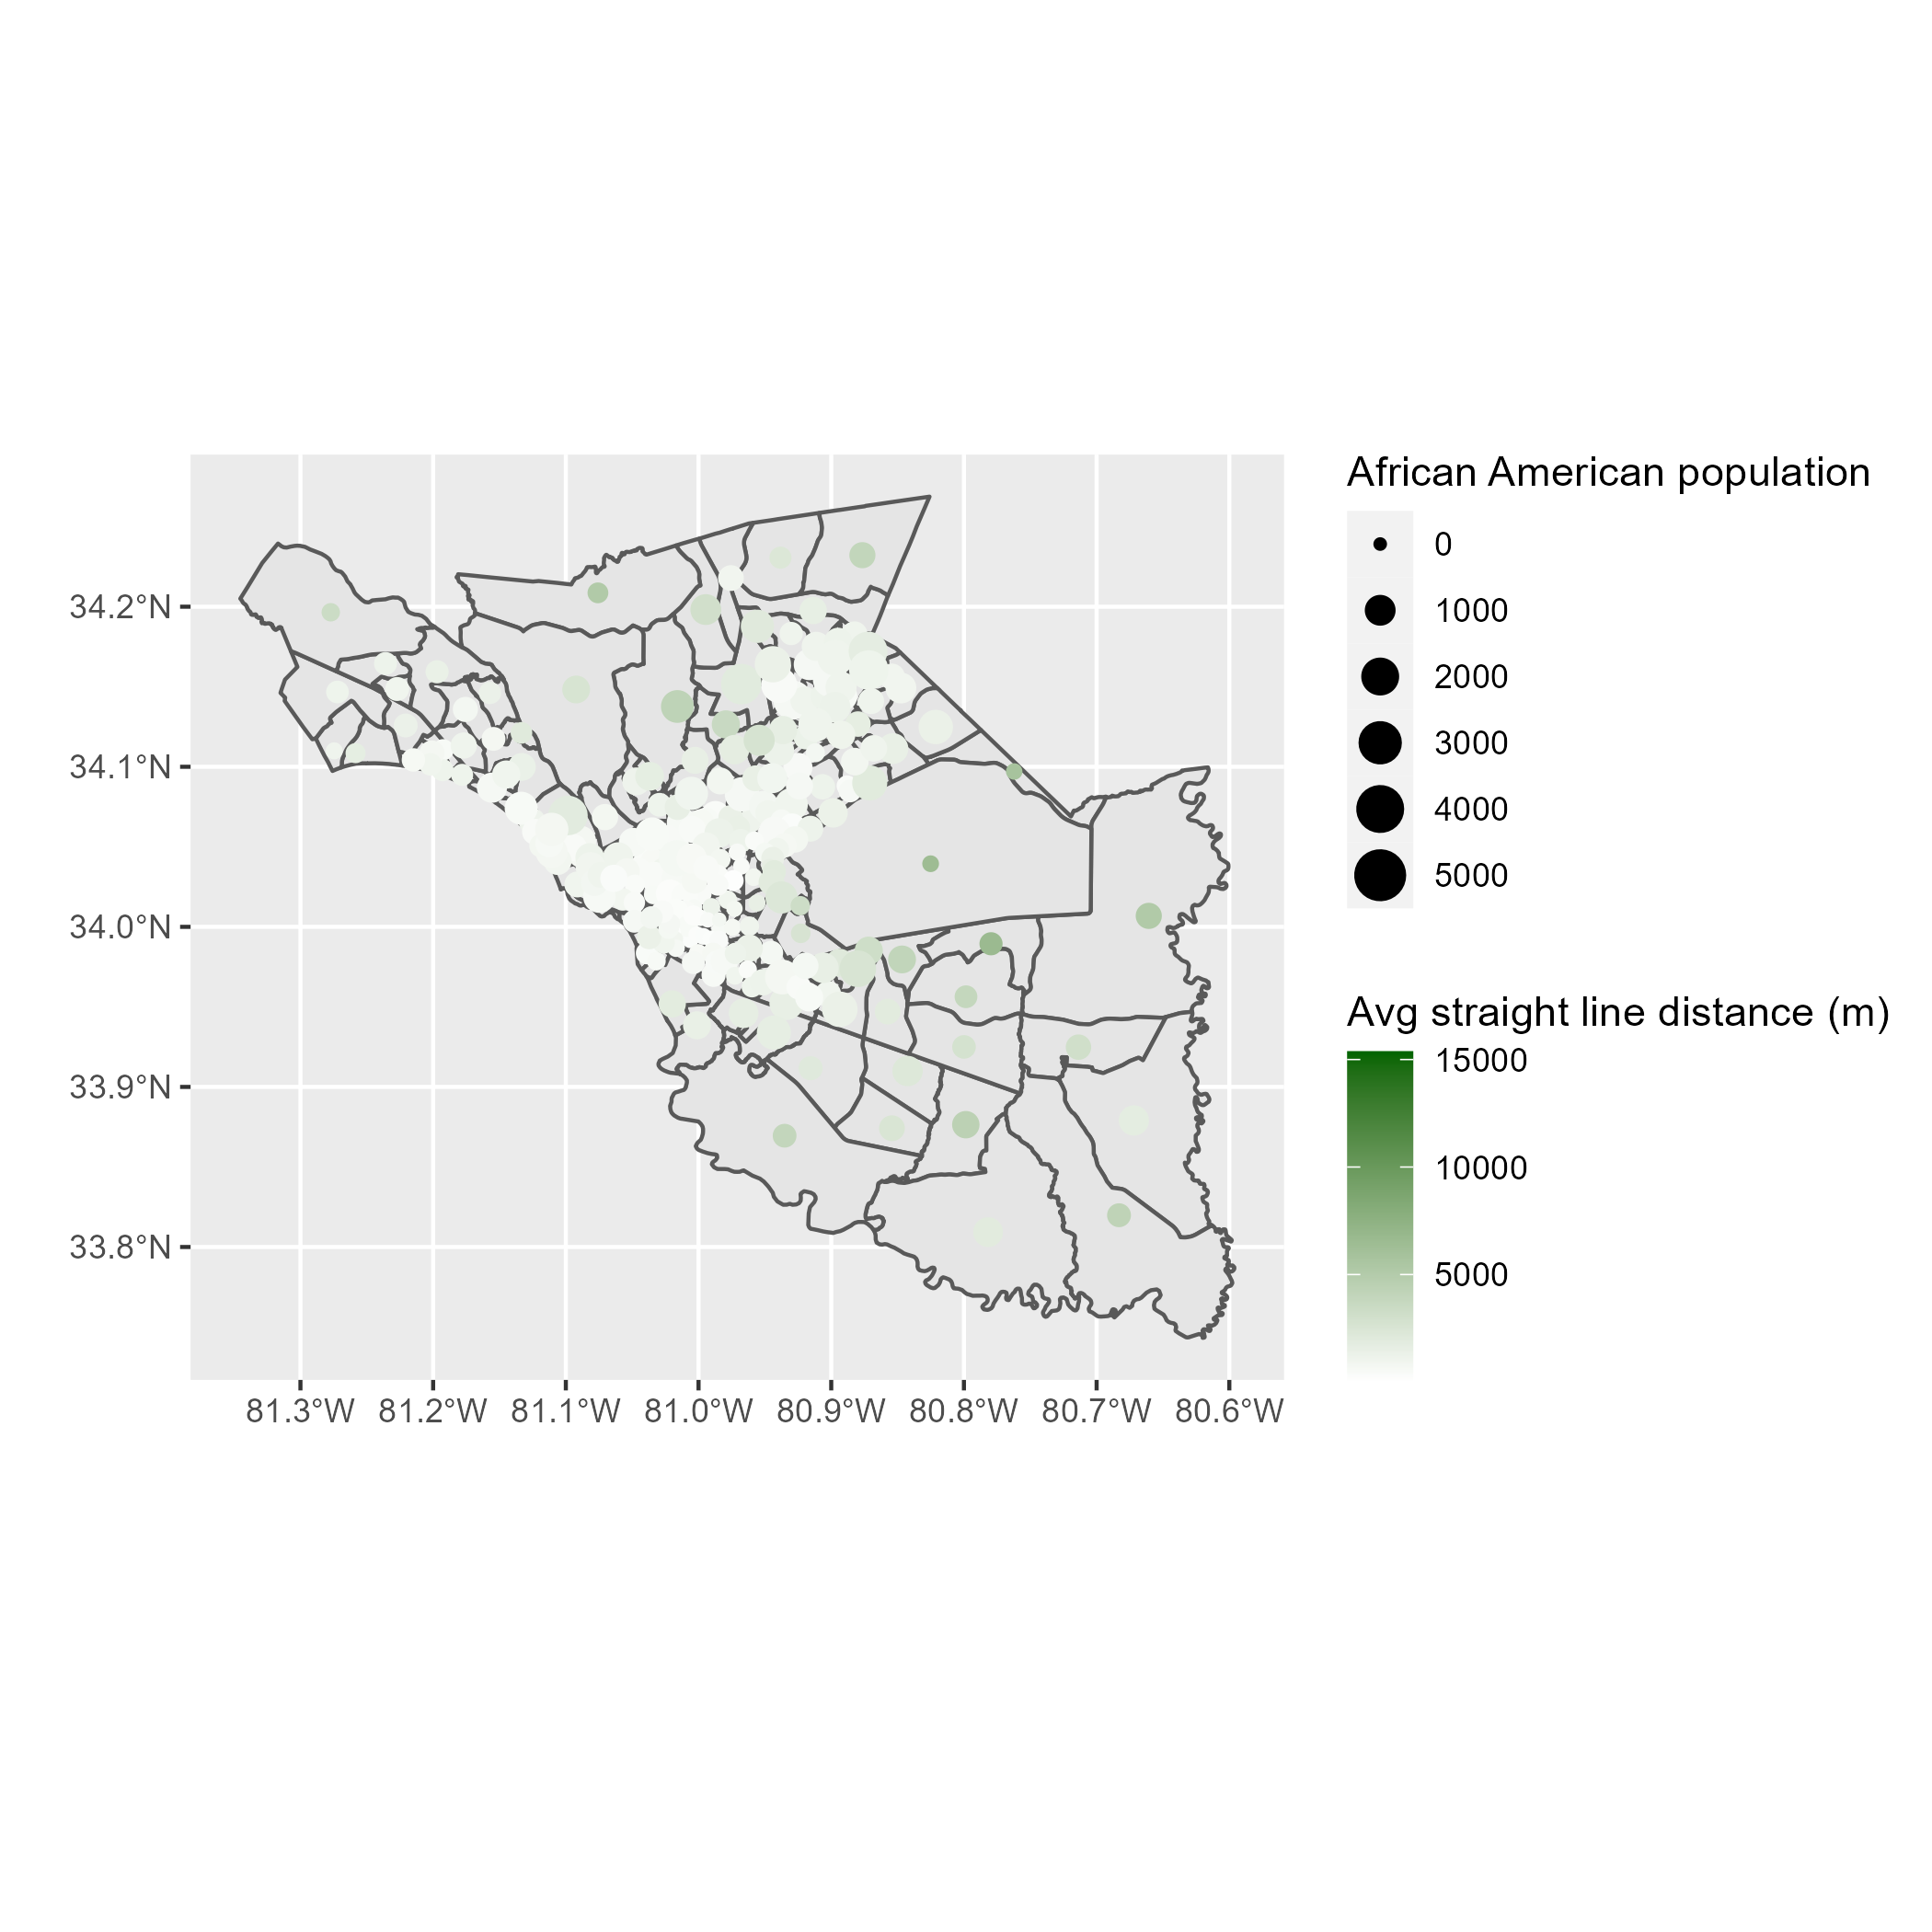 34.2°N
34.1°N
34.0°N
33.9°N
33.8°N
81.3°W 81.2°W 81.1°W 81.0°W 80.9°W 80.8°W 80.7°W 80.6°W
African American population
0
1000
2000
3000
4000
5000
Avg straight line distance (m)
15000
10000
5000